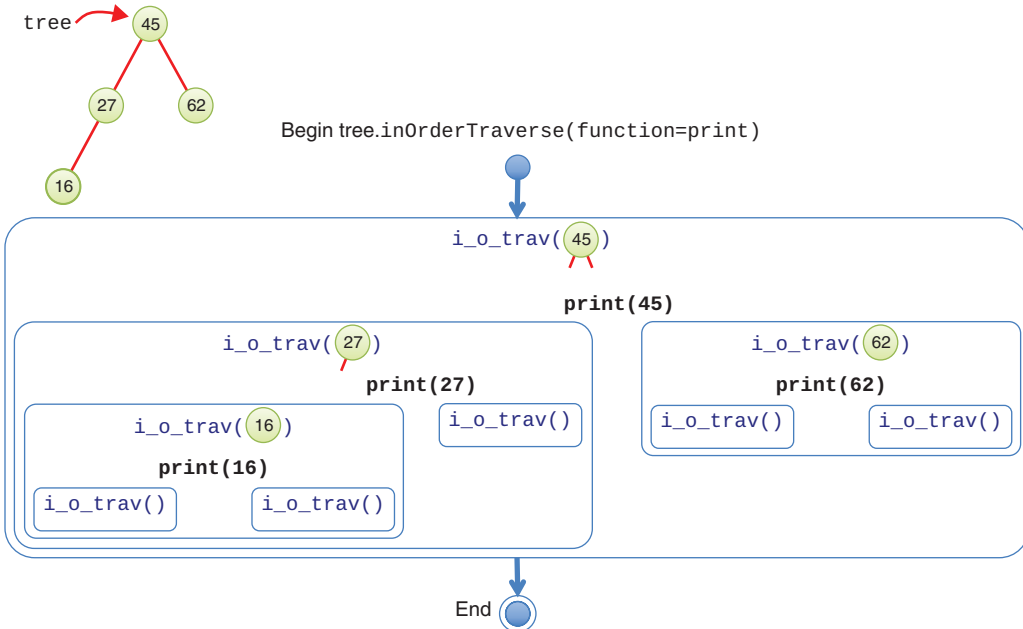 tree
45
27
62
16
Begin tree.inOrderTraverse(function=print)
i_o_trav(45)
print(45)
i_o_trav(27)
print(27)
i_o_trav(16)
print(16)
i_o_trav()
i_o_trav()
i_o_trav()
i_o_trav(62)
print(62)
i_o_trav()
i_o_trav()
End